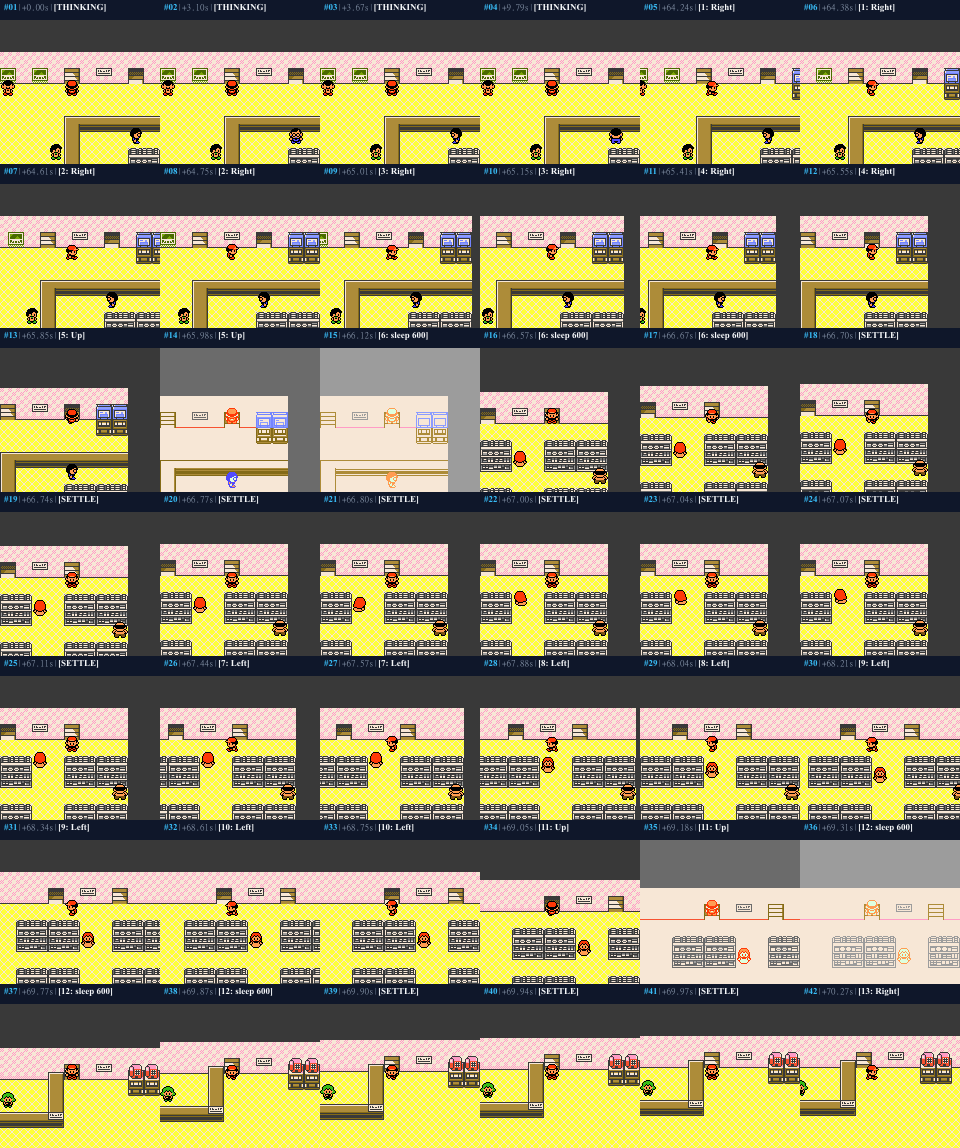 #01|+0.00s|[THINKING] #02|+3.10s|[THINKING] #03|+3.67s|[THINKING] #04|+9.79s|[THINKING] #05|+64.24s|[1: Right] #06|+64.38s|[1: Right]
#07|+64.61s|[2: Right] #08|+64.75s|[2: Right] #09|+65.01s|[3: Right] #10|+65.15s|[3: Right] #11|+65.41s|[4: Right] #12|+65.55s|[4: Right]
#13|+65.85s|[5: Up] #14|+65.98s|[5: Up] #15|+66.12s|[6: sleep 600] #16|+66.57s|[6: sleep 600] #17|+66.67s|[6: sleep 600] #18|+66.70s|[SETTLE]
#19|+66.74s|[SETTLE] #20|+66.77s|[SETTLE] #21|+66.80s|[SETTLE] #22|+67.00s|[SETTLE] #23|+67.04s|[SETTLE] #24|+67.07s|[SETTLE]
#25|+67.11s|[SETTLE] #26|+67.44s|[7: Left] #27|+67.57s|[7: Left] #28|+67.88s|[8: Left] #29|+68.04s|[8: Left] #30|+68.21s|[9: Left]
#31|+68.34s|[9: Left] #32|+68.61s|[10: Left] #33|+68.75s|[10: Left] #34|+69.05s|[11: Up] #35|+69.18s|[11: Up] #36|+69.31s|[12: sleep 600]
#37|+69.77s|[12: sleep 600] #38|+69.87s|[12: sleep 600] #39|+69.90s|[SETTLE] #40|+69.94s|[SETTLE] #41|+69.97s|[SETTLE] #42|+70.27s|[13: Right]